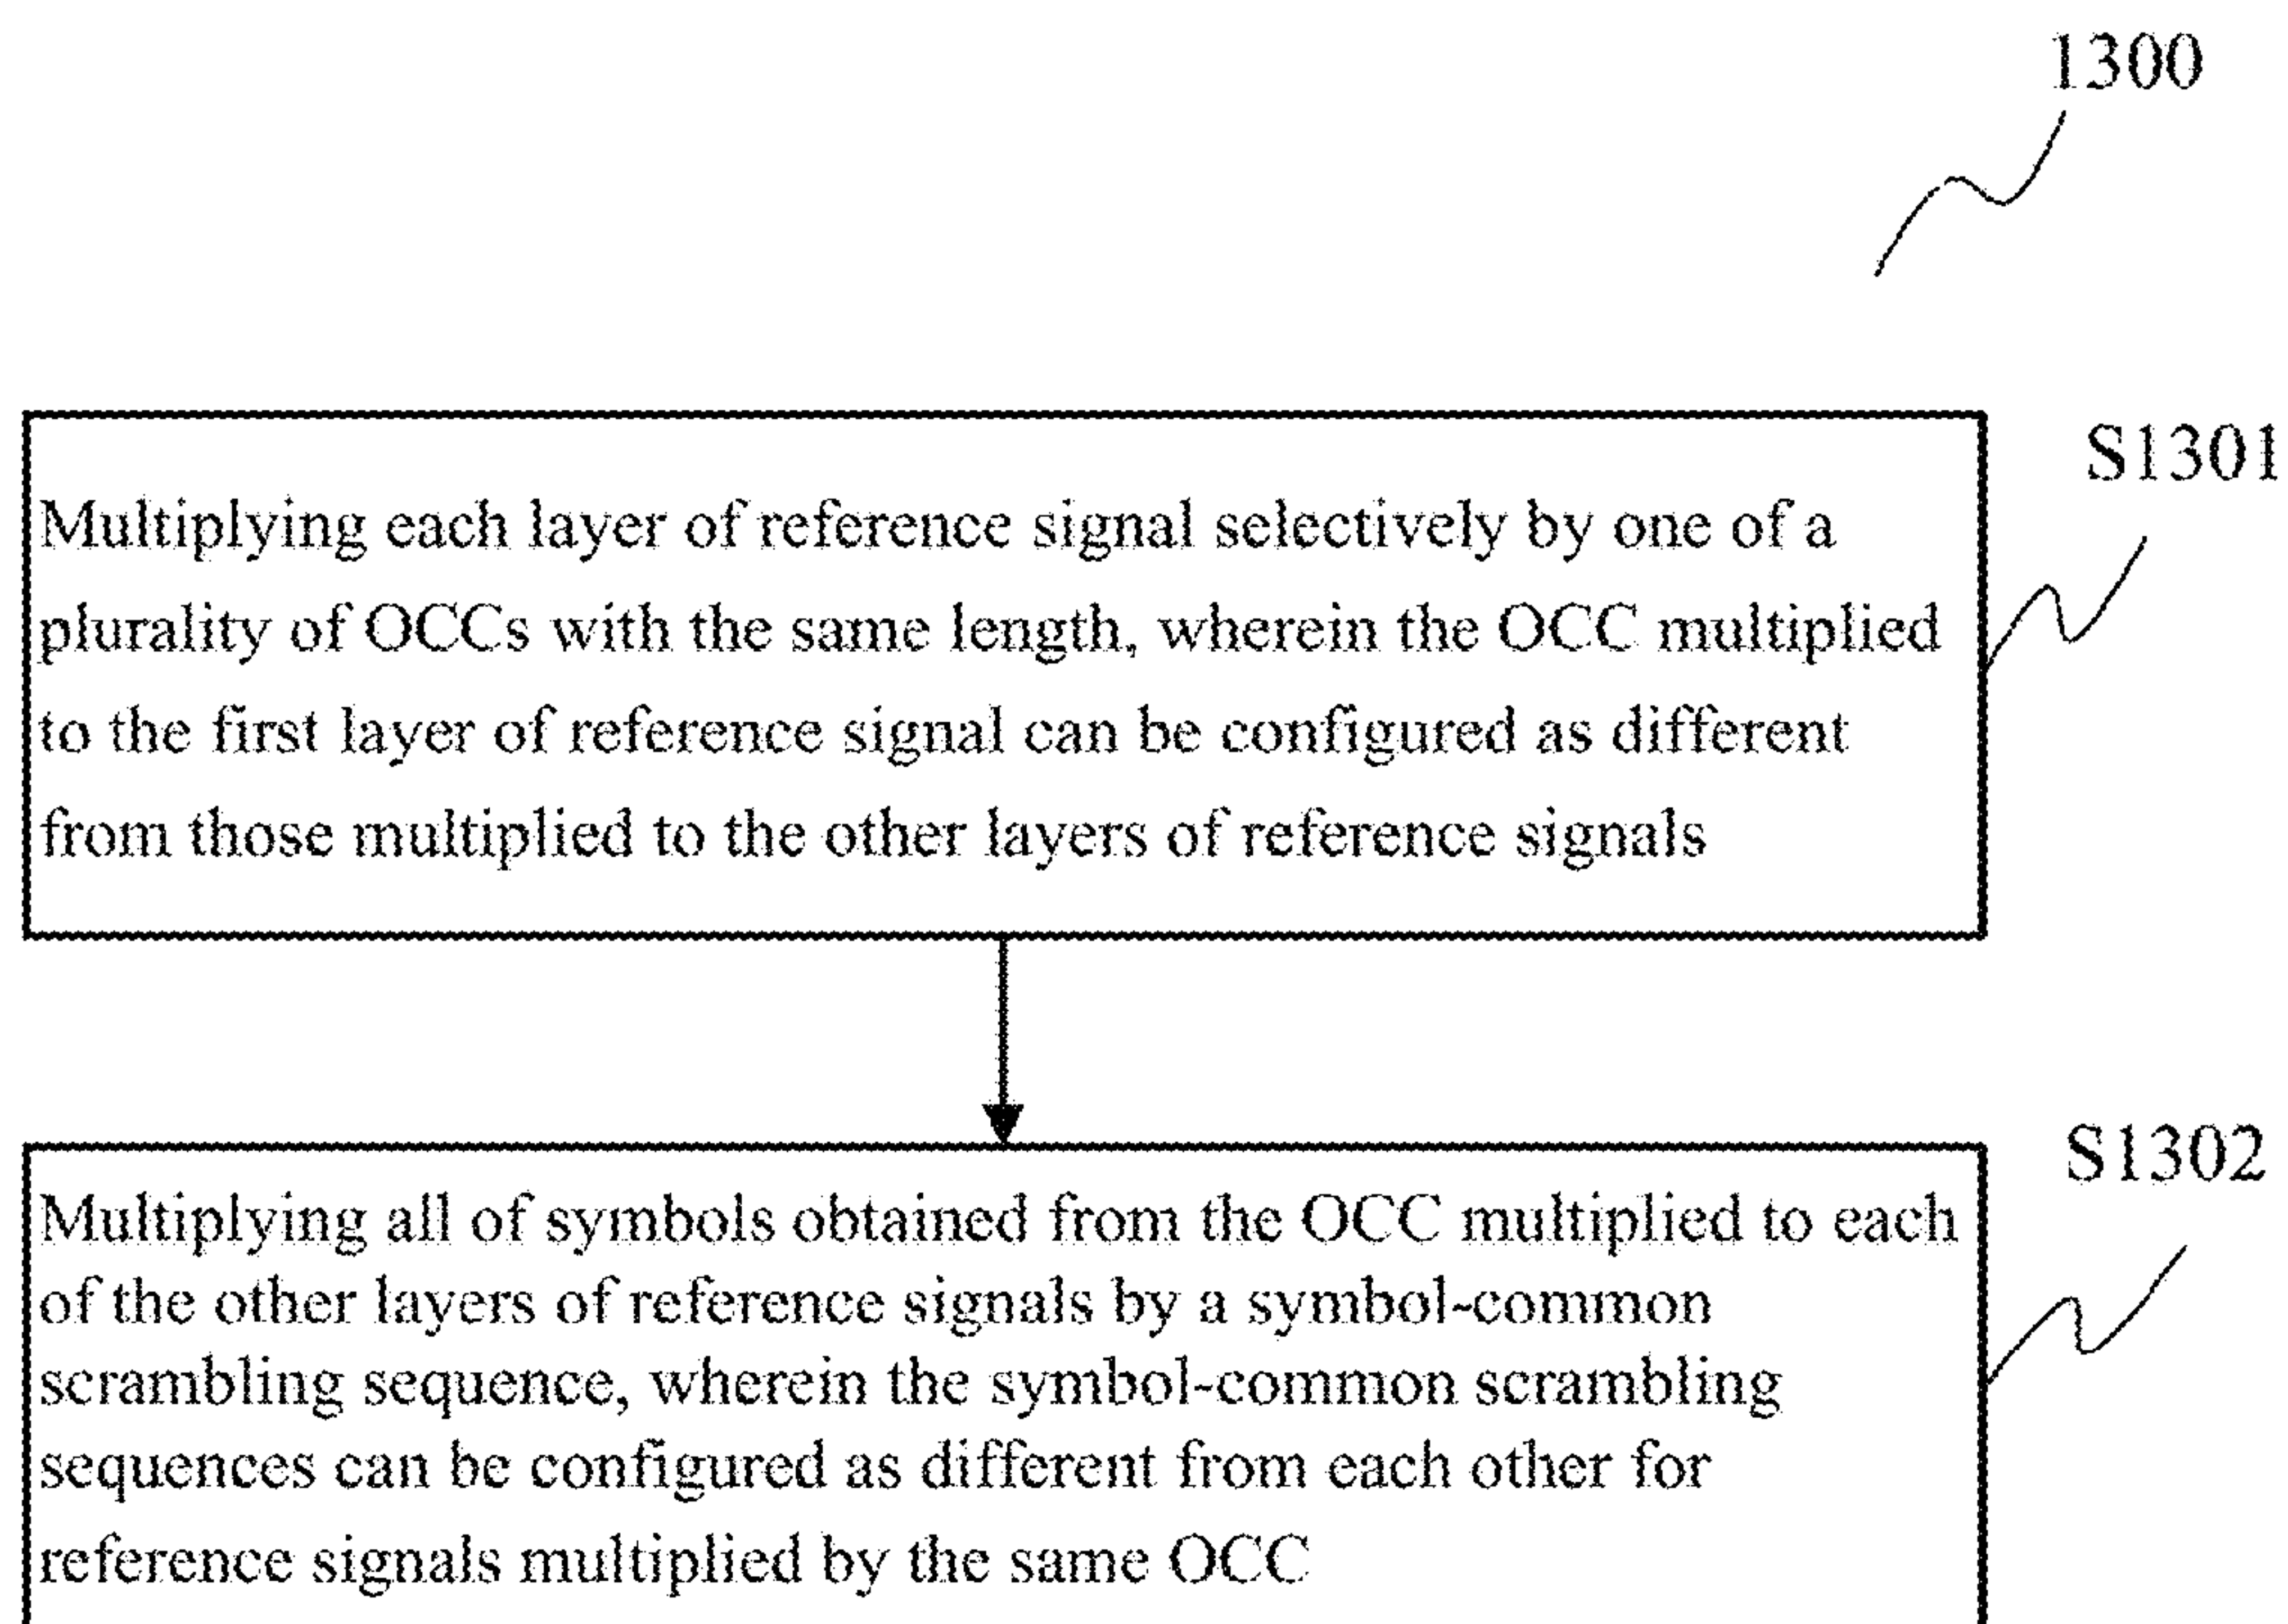 1300
S1301
Multiplying each layer of reference signal selectively by one of a
plurality of OCCs with the same length, wherein the OCC multiplied
to the first layer of reference signal can be configured as different
from those multiplied to the other layers of reference signals
S1302
Multiplying all of symbols obtained from the OCC multiplied to each
of the other layers of reference signals by a symbol-common
scrambling sequence, wherein the symbol-common scrambling
sequences can be configured as different from each other for
reference signals multiplied by the same OCC